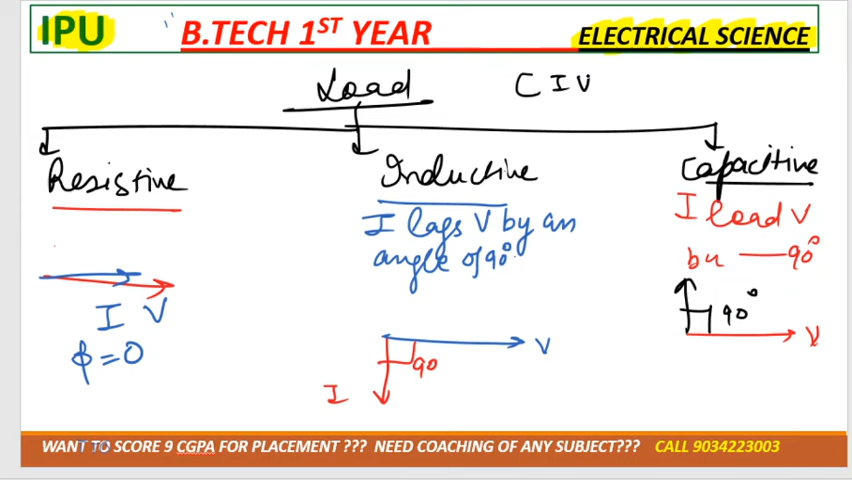 IPU B.TECH 1ST YEAR ELECTRICAL SCIENCE
Load CIV
Resistive
Inductive
Capacitive
I lags V by an
angle of 90°
I lead V
by — 90°
I V
ϕ = 0
V
90
I
90°
V
WANT TO SCORE 9 CGPA FOR PLACEMENT ??? NEED COACHING OF ANY SUBJECT??? CALL 9034223003